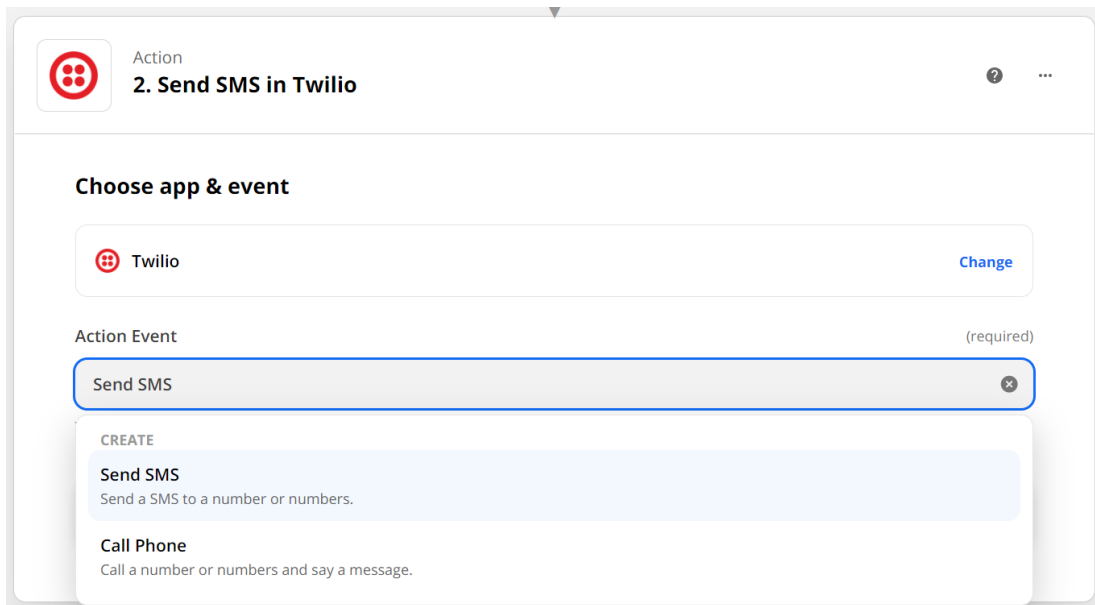 Action
2. Send SMS in Twilio
Choose app & event
Twilio
Change
Action Event
(required)
Send SMS
CREATE
Send SMS
Send a SMS to a number or numbers.
Call Phone
Call a number or numbers and say a message.